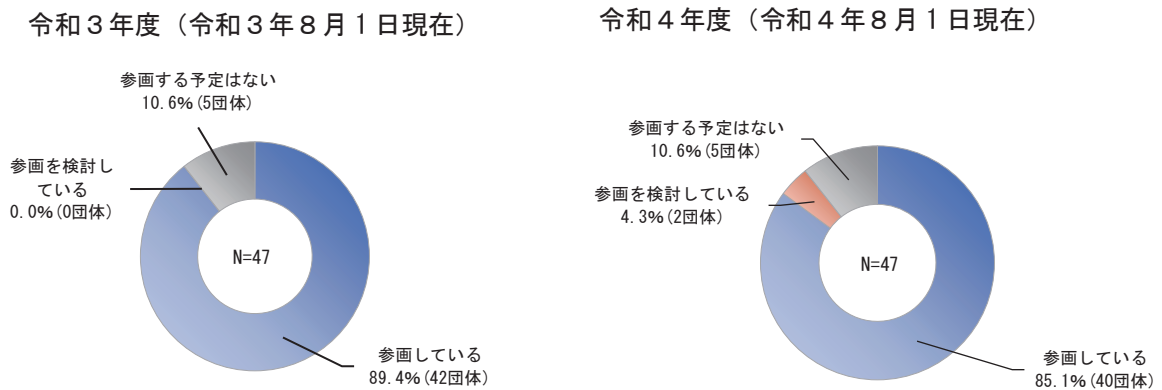 令和３年度（令和３年８月１日現在）
参画する予定はない
10.6%(5団体)
参画を検討し
ている
0.0%(0団体)
N=47
参画している
89.4%(42団体)
令和４年度（令和４年８月１日現在）
参画する予定はない
10.6%(5団体)
参画を検討している
4.3%(2団体)
N=47
参画している
85.1%(40団体)